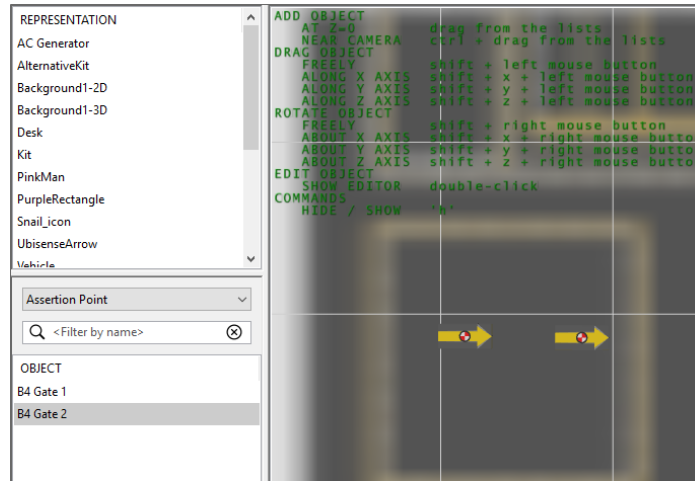 REPRESENTATION
AC Generator
AlternativeKit
Background1-2D
Background1-3D
Desk
Kit
PinkMan
PurpleRectangle
Snail_icon
UbisenseArrow
Vehicle
Assertion Point
<Filter by name>
OBJECT
B4 Gate 1
B4 Gate 2
ADD OBJECT
AT Z=0 drag from the lists
NEAR CAMERA ctrl + drag from the lists
DRAG OBJECT
FREELY shift + left mouse button
ALONG X AXIS shift + x + left mouse button
ALONG Y AXIS shift + y + left mouse button
ALONG Z AXIS shift + z + left mouse button
ROTATE OBJECT
FREELY shift + right mouse button
ABOUT X AXIS shift + x + right mouse butto
ABOUT Y AXIS shift + y + right mouse butto
ABOUT Z AXIS shift + z + right mouse butto
EDIT OBJECT
SHOW EDITOR double-click
COMMANDS
HIDE / SHOW 'h'